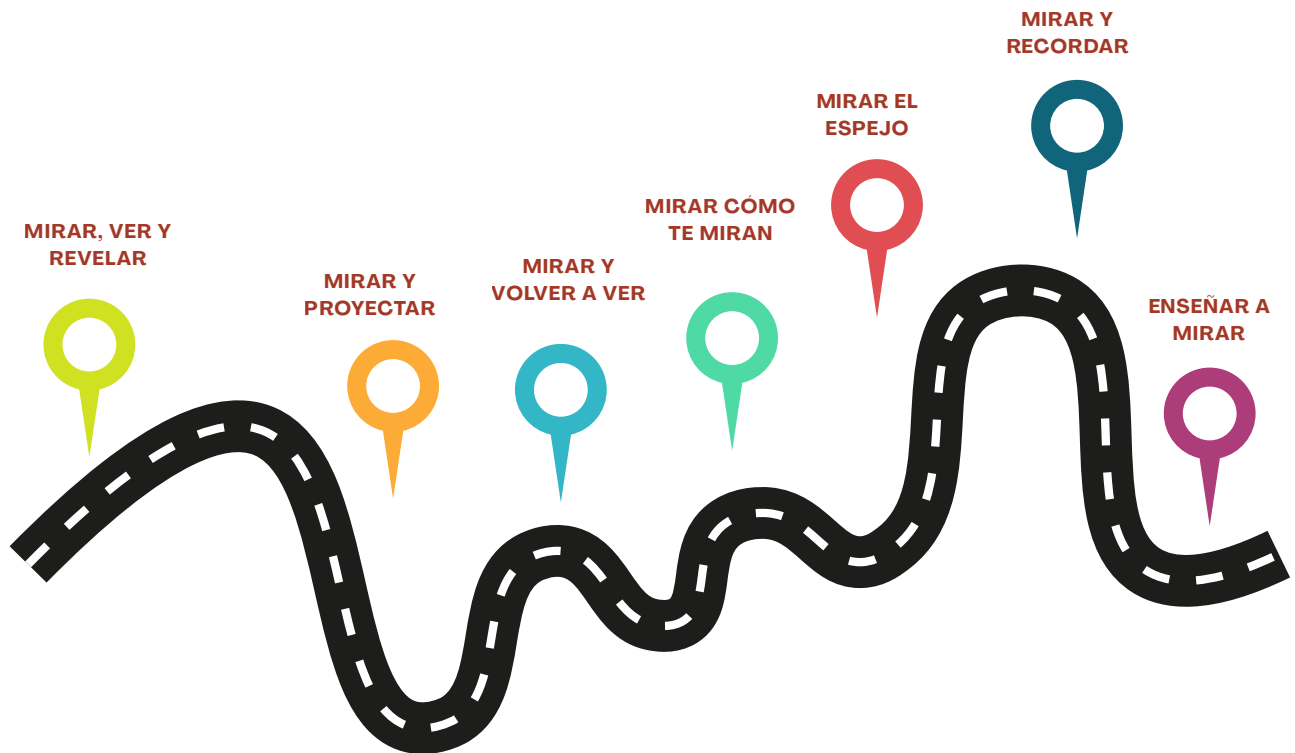 MIRAR, VER Y
REVELAR
MIRAR Y
PROYECTAR
MIRAR Y
VOLVER A VER
MIRAR CÓMO
TE MIRAN
MIRAR EL
ESPEJO
MIRAR Y
RECORDAR
ENSEÑAR A
MIRAR